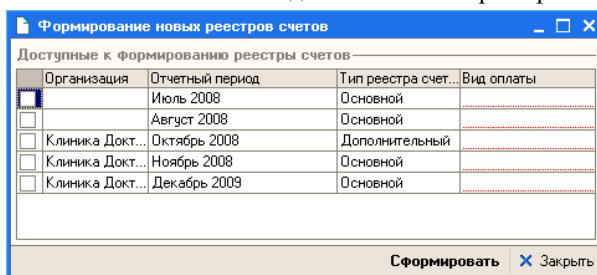 Формирование новых реестров счетов
Доступные к формированию реестры счетов
Организация Отчетный период Тип реестра счет... Вид оплаты
Июль 2008 Основной
Август 2008 Основной
Клиника Докт... Октябрь 2008 Дополнительный
Клиника Докт... Ноябрь 2008 Основной
Клиника Докт... Декабрь 2009 Основной
Сформировать Закрыть